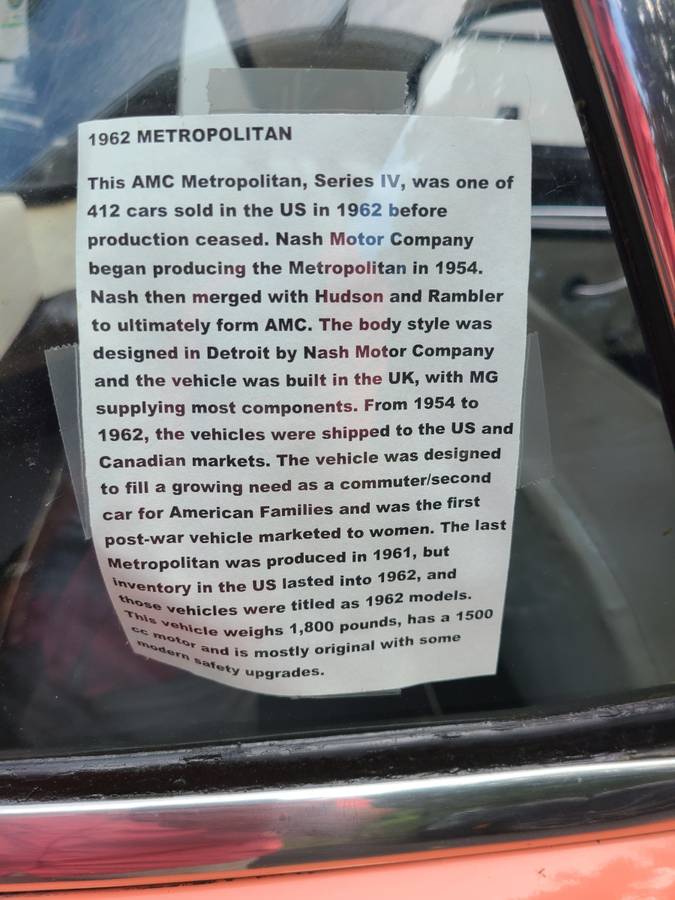 1962 METROPOLITAN
This AMC Metropolitan, Series IV, was one of
412 cars sold in the US in 1962 before
production ceased. Nash Motor Company
began producing the Metropolitan in 1954.
Nash then merged with Hudson and Rambler
to ultimately form AMC. The body style was
designed in Detroit by Nash Motor Company
and the vehicle was built in the UK, with MG
supplying most components. From 1954 to
1962, the vehicles were shipped to the US and
Canadian markets. The vehicle was designed
to fill a growing need as a commuter/second
car for American Families and was the first
post-war vehicle marketed to women. The last
Metropolitan was produced in 1961, but
inventory in the US lasted into 1962, and
those vehicles were titled as 1962 models.
This vehicle weighs 1,800 pounds, has a 1500
cc motor and is mostly original with some
modern safety upgrades.